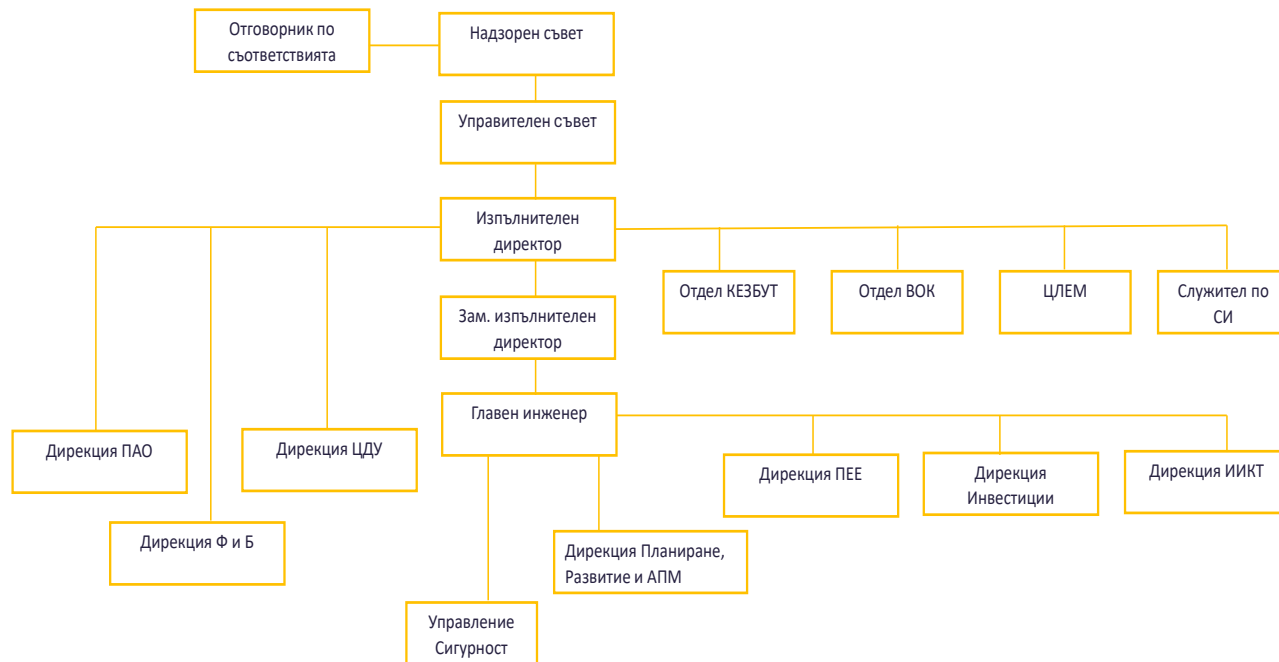 Отговорник по
съответствията
Надзорен съвет
Управителен съвет
Изпълнителен
директор
Отдел КЕЗБУТ
Отдел ВОК
ЦЛЕМ
Служител по
СИ
Зам. изпълнителен
директор
Главен инженер
Дирекция ПАО
Дирекция ЦДУ
Дирекция ПЕЕ
Дирекция
Инвестиции
Дирекция ИИКТ
Дирекция Ф и Б
Дирекция Планиране,
Развитие и АПМ
Управление
Сигурност